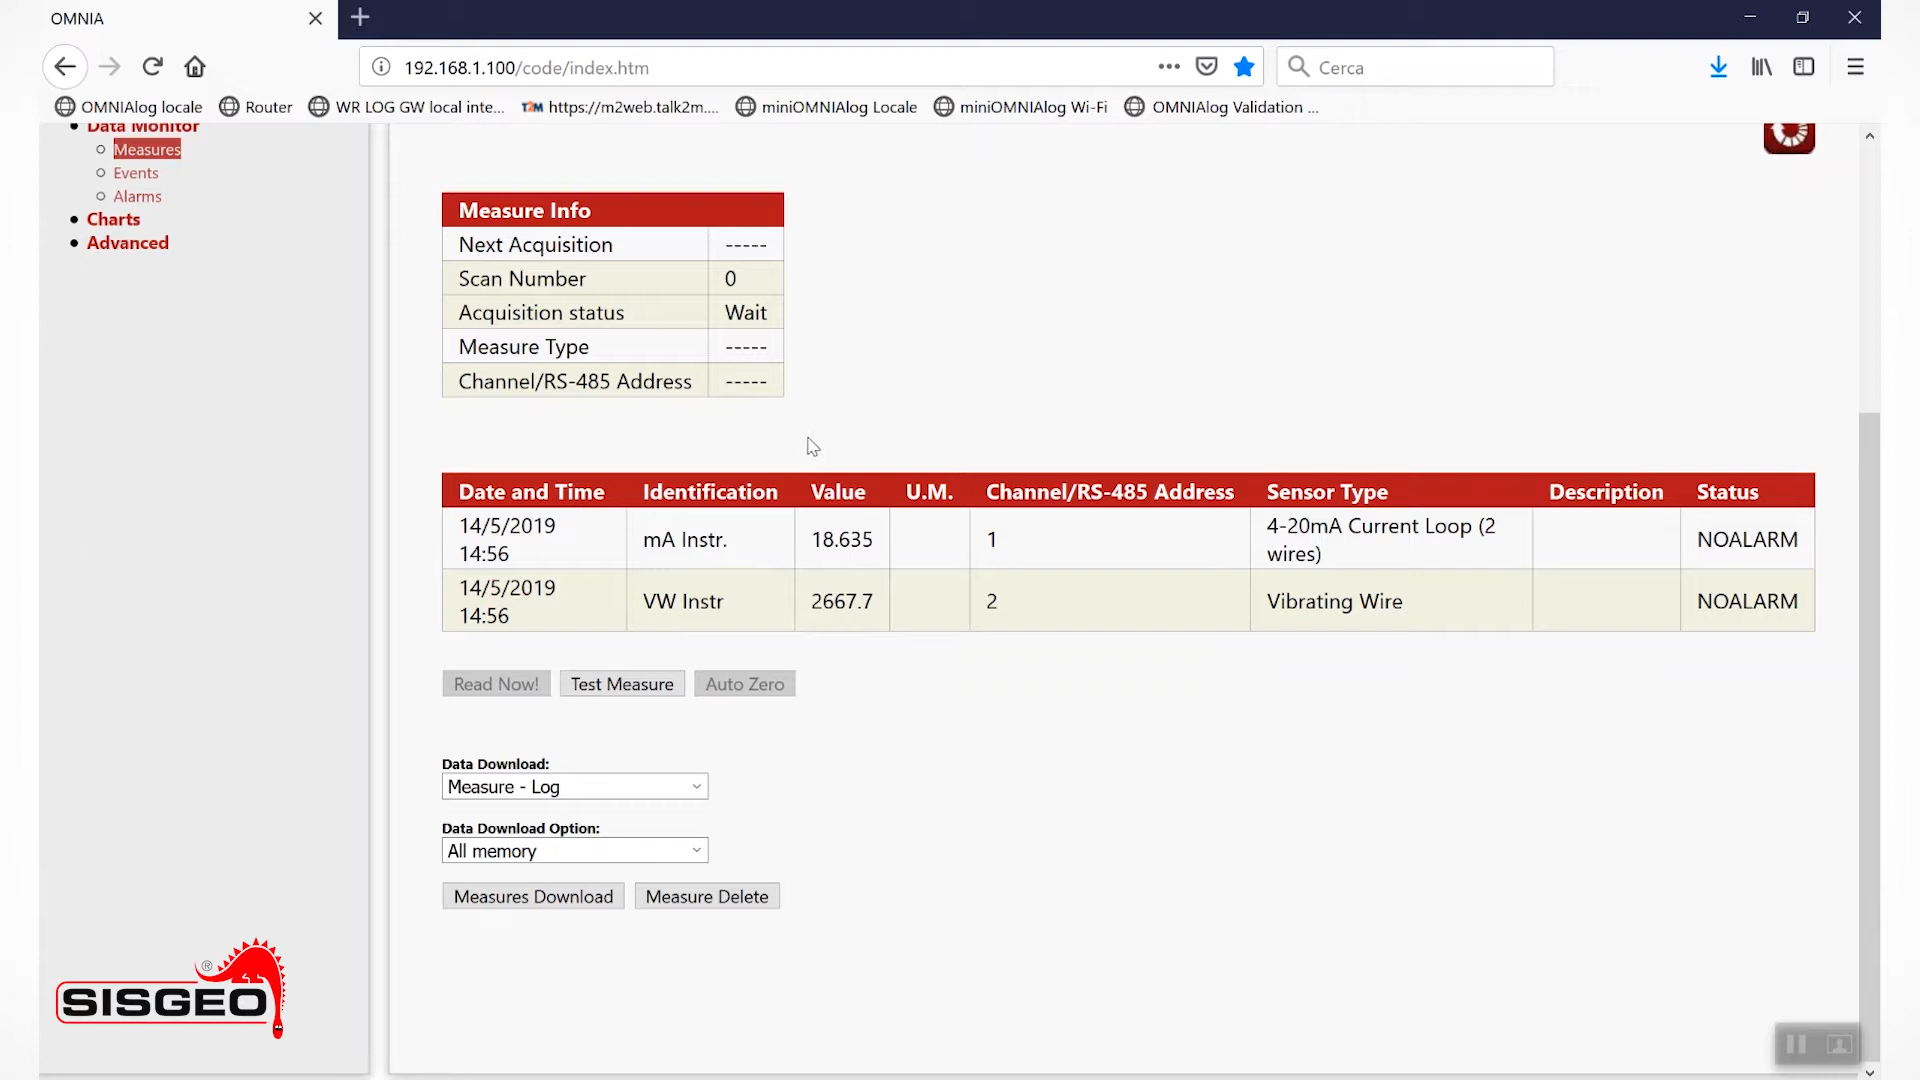 OMNIA
192.168.1.100/code/index.htm
Cerca
OMNIAlog locale
Router
WR LOG GW local inte...
T2M https://m2web.talk2m....
miniOMNIAlog Locale
miniOMNIAlog Wi-Fi
OMNIAlog Validation ...
Data Monitor
Measures
Events
Alarms
Charts
Advanced
Measure Info
Next Acquisition -----
Scan Number 0
Acquisition status Wait
Measure Type -----
Channel/RS-485 Address -----
Date and Time Identification Value U.M. Channel/RS-485 Address Sensor Type Description Status
14/5/2019
14:56
mA Instr. 18.635 1
4-20mA Current Loop (2
wires)
NOALARM
14/5/2019
14:56
VW Instr 2667.7 2 Vibrating Wire NOALARM
Read Now! Test Measure Auto Zero
Data Download:
Measure - Log
Data Download Option:
All memory
Measures Download Measure Delete
SISGEO ®